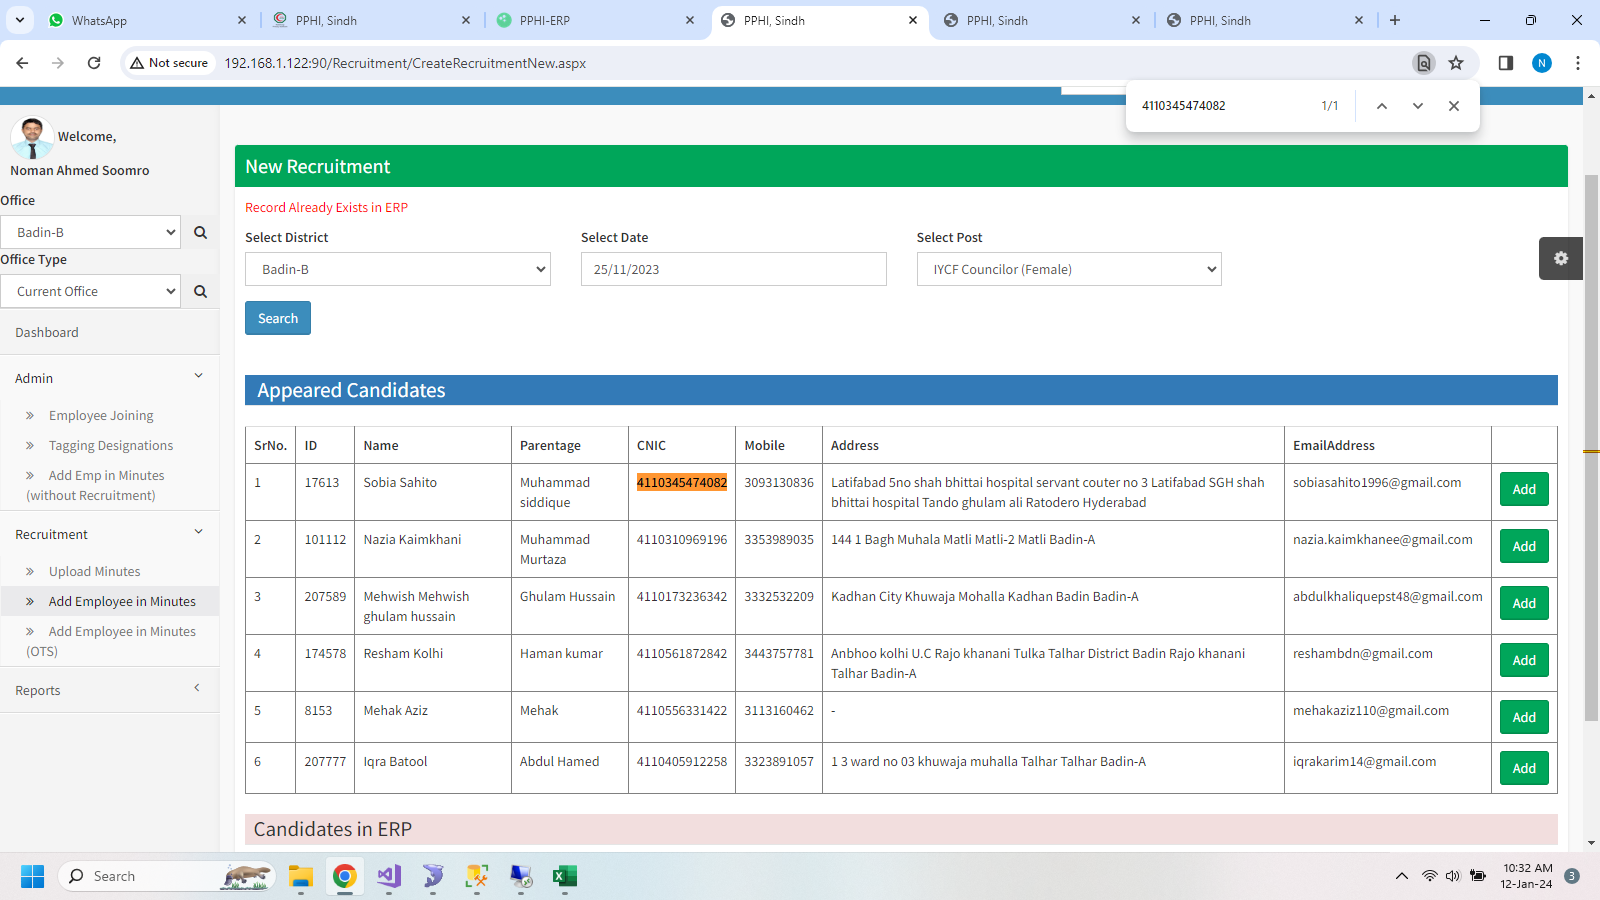 WhatsApp
PPHI, Sindh
PPHI-ERP
PPHI, Sindh
PPHI, Sindh
PPHI, Sindh
Not secure
192.168.1.122:90/Recruitment/CreateRecruitmentNew.aspx
N
4110345474082
1/1
Welcome,
Noman Ahmed Soomro
Office
Badin-B
Office Type
Current Office
Dashboard
Admin
Employee Joining
Tagging Designations
Add Emp in Minutes
(without Recruitment)
Recruitment
Upload Minutes
Add Employee in Minutes
Add Employee in Minutes
(OTS)
Reports
New Recruitment
Record Already Exists in ERP
Select District Select Date Select Post
Badin-B 25/11/2023 IYCF Councilor (Female)
Search
Appeared Candidates
SrNo. ID Name Parentage CNIC Mobile Address EmailAddress
1 17613 Sobia Sahito Muhammad 4110345474082 3093130836 Latifabad 5no shah bhittai hospital servant couter no 3 Latifabad SGH shah sobiasahito1996@gmail.com Add
siddique bhittai hospital Tando ghulam ali Ratodero Hyderabad
2 101112 Nazia Kaimkhani Muhammad 4110310969196 3353989035 144 1 Bagh Muhala Matli Matli-2 Matli Badin-A nazia.kaimkhanee@gmail.com Add
Murtaza
3 207589 Mehwish Mehwish Ghulam Hussain 4110173236342 3332532209 Kadhan City Khuwaja Mohalla Kadhan Badin Badin-A abdulkhaliquepst48@gmail.com Add
ghulam hussain
4 174578 Resham Kolhi Haman kumar 4110561872842 3443757781 Anbhoo kolhi U.C Rajo khanani Tulka Talhar District Badin Rajo khanani reshambdn@gmail.com Add
Talhar Badin-A
5 8153 Mehak Aziz Mehak 4110556331422 3113160462 - mehakaziz110@gmail.com Add
6 207777 Iqra Batool Abdul Hamed 4110405912258 3323891057 1 3 ward no 03 khuwaja muhalla Talhar Talhar Badin-A iqrakarim14@gmail.com Add
Candidates in ERP
Search
10:32 AM
12-Jan-24
3